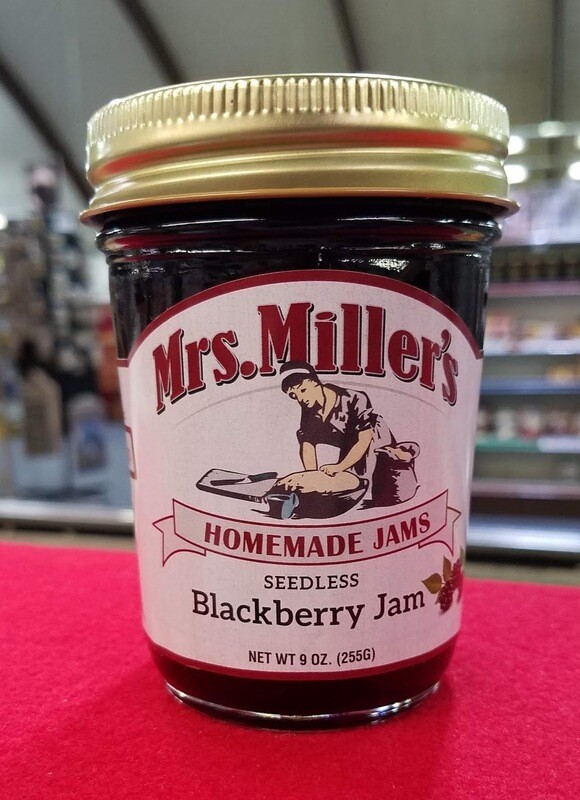 Mrs. Miller's
HOMEMADE JAMS
SEEDLESS
Blackberry Jam
NET WT 9 OZ. (255G)